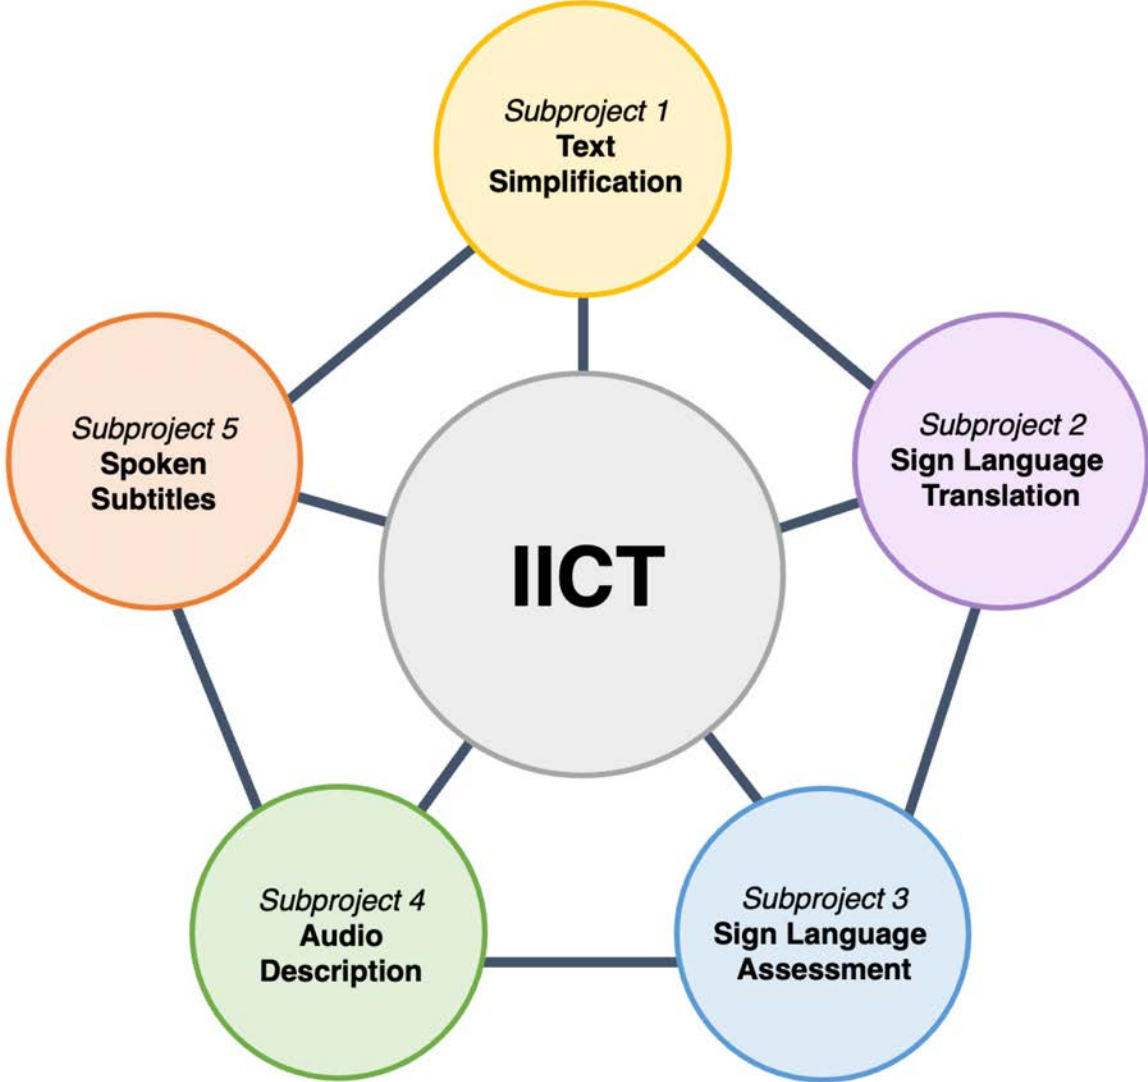 Subproject 1
Text
Simplification
Subproject 5
Spoken
Subtitles
Subproject 2
Sign Language
Translation
IICT
Subproject 4
Audio
Description
Subproject 3
Sign Language
Assessment